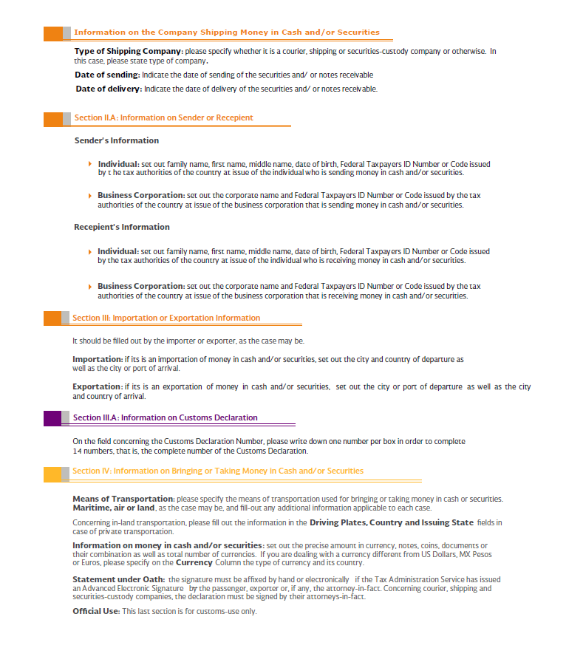 Information on the Company Shipping Money in Cash and/or Securities
Type of Shipping Company: please specify whether it is a courier, shipping or securities-custody company or otherwise. In
this case, please state type of company.
Date of sending: Indicate the date of sending of the securities and/ or notes receivable
Date of delivery: Indicate the date of delivery of the securities and/ or notes receivable.
Section II.A: Information on Sender or Recepient
Sender's Information
Individual: set out family name, first name, middle name, date of birth, Federal Taxpayers ID Number or Code issued
by t he tax authorities of the country at issue of the individual who is sending money in cash and/or securities.
Business Corporation: set out the corporate name and Federal Taxpayers ID Number or Code issued by the tax
authorities of the country at issue of the business corporation that is sending money in cash and/or securities.
Recepient's Information
Individual: set out family name, first name, middle name, date of birth, Federal Taxpayers ID Number or Code issued
by the tax authorities of the country at issue of the individual who is receiving money in cash and/or securities.
Business Corporation: set out the corporate name and Federal Taxpayers ID Number or Code issued by the tax
authorities of the country at issue of the business corporation that is receiving money in cash and/or securities.
Section III: Importation or Exportation Information
It should be filled out by the importer or exporter, as the case may be.
Importation: if its is an importation of money in cash and/or securities, set out the city and country of departure as
well as the city or port of arrival.
Exportation: if its is an exportation of money in cash and/or securities, set out the city or port of departure as well as the city
and country of arrival.
Section III.A: Information on Customs Declaration
On the field concerning the Customs Declaration Number, please write down one number per box in order to complete
14 numbers, that is, the complete number of the Customs Declaration.
Section IV: Information on Bringing or Taking Money in Cash and/or Securities
Means of Transportation: please specify the means of transportation used for bringing or taking money in cash or securities.
Maritime, air or land, as the case may be, and fill-out any additional information applicable to each case.
Concerning in-land transportation, please fill out the information in the Driving Plates, Country and Issuing State fields in
case of private transportation.
Information on money in cash and/or securities: set out the precise amount in currency, notes, coins, documents or
their combination as well as total number of currencies. If you are dealing with a currency different from US Dollars, MX Pesos
or Euros, please specify on the Currency Column the type of currency and its country.
Statement under Oath: the signature must be affixed by hand or electronically if the Tax Administration Service has issued
an Advanced Electronic Signature by the passenger, exporter or, if any, the attorney-in-fact. Concerning courier, shipping and
securities-custody companies, the declaration must be signed by their attorneys-in-fact.
Official Use: This last section is for customs-use only.